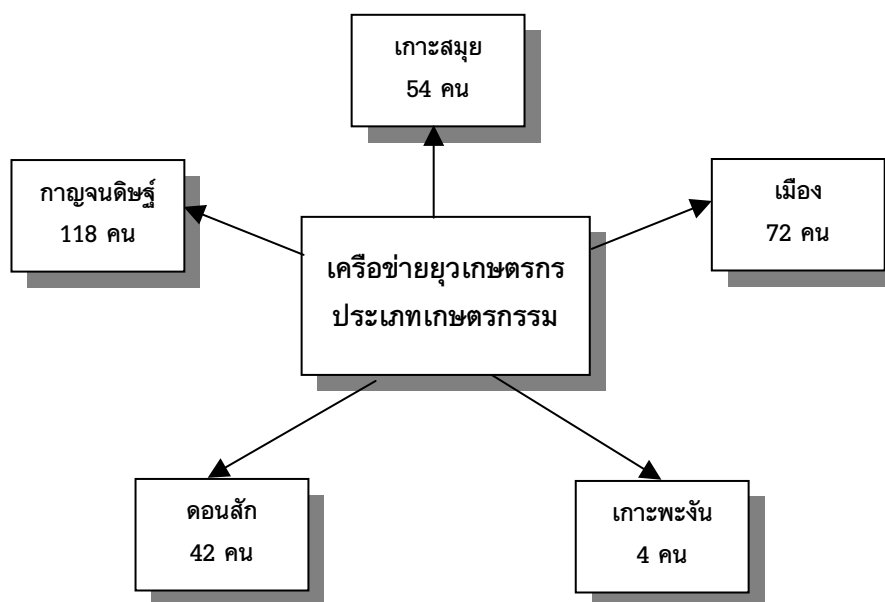 เกาะสมุย
54 คน
กาญจนดิษฐ์
118 คน
เมือง
72 คน
เครือข่ายยุวเกษตรกร
ประเภทเกษตรกรรม
ดอนสัก
42 คน
เกาะพะงัน
4 คน